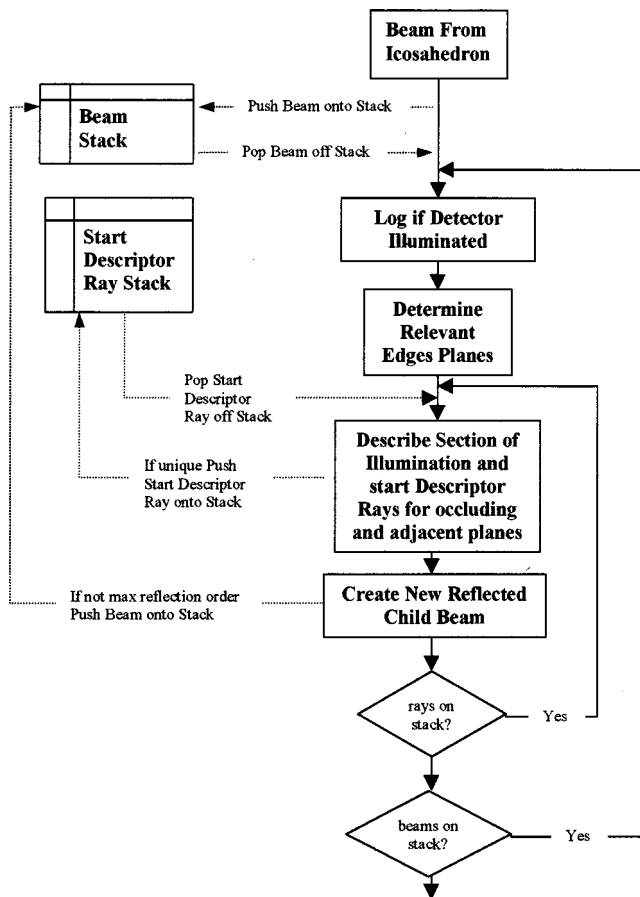 Beam From
Icosahedron
Beam
Stack
Push Beam onto Stack
Pop Beam off Stack
Start
Descriptor
Ray Stack
Log if Detector
Illuminated
Determine
Relevant
Edges Planes
Pop Start
Descriptor
Ray off Stack
If unique Push
Start Descriptor
Ray onto Stack
Describe Section of
Illumination and
start Descriptor
Rays for occluding
and adjacent planes
If not max reflection order
Push Beam onto Stack
Create New Reflected
Child Beam
rays on
stack?
Yes
beams on
stack?
Yes